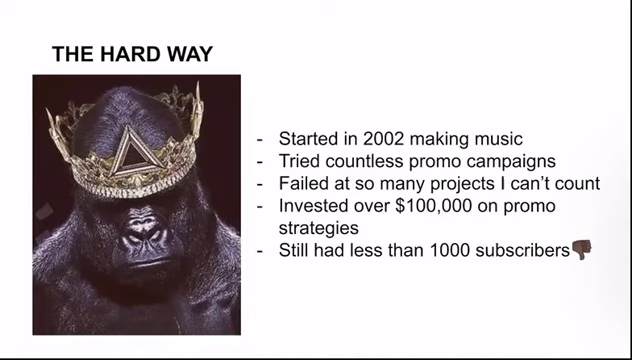 THE HARD WAY
- Started in 2002 making music
- Tried countless promo campaigns
- Failed at so many projects I can't count
- Invested over $100,000 on promo
strategies
- Still had less than 1000 subscribers👎🏿